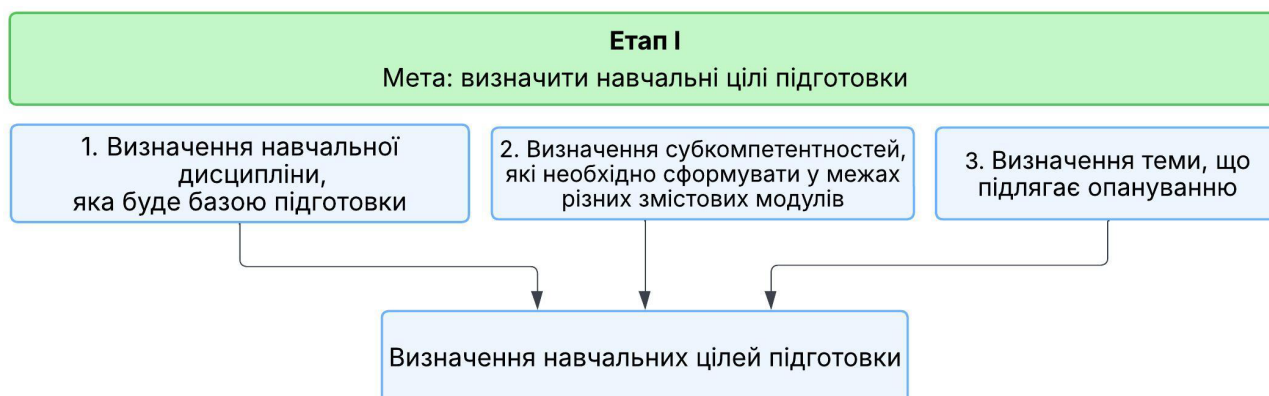 Етап І
Мета: визначити навчальні цілі підготовки
1. Визначення навчальної
дисципліни,
яка буде базою підготовки
2. Визначення субкомпетентностей,
які необхідно сформувати у межах
різних змістових модулів
3. Визначення теми, що
підлягає опануванню
Визначення навчальних цілей підготовки